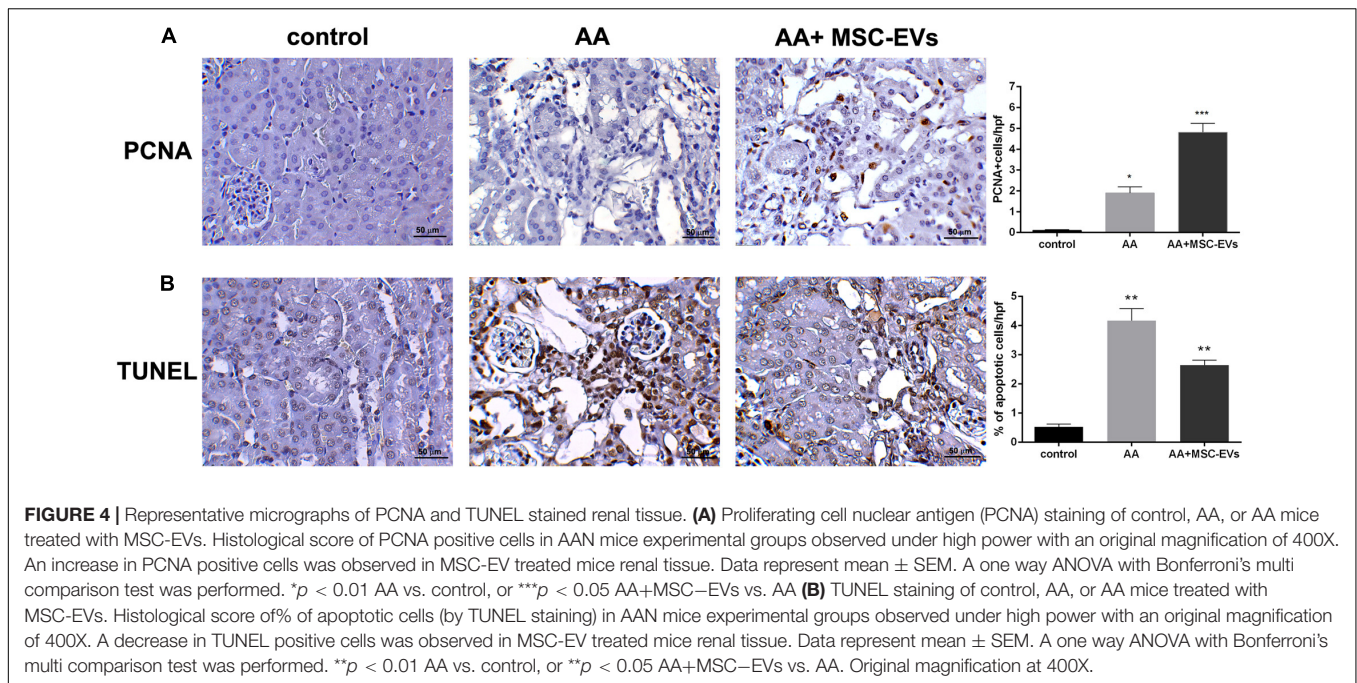 A
control
AA
AA+ MSC-EVs
PCNA
50 µm
50 µm
50 µm
PCNA+cells/hpf
7
6
5
4
3
2
1
0
*
***
control
AA
AA+MSC-EVs
B
TUNEL
50 µm
50 µm
50 µm
% of apoptotic cells/hpf
5
4
3
2
1
0
**
**
control
AA
AA+MSC-EVs
FIGURE 4 | Representative micrographs of PCNA and TUNEL stained renal tissue. (A) Proliferating cell nuclear antigen (PCNA) staining of control, AA, or AA mice
treated with MSC-EVs. Histological score of PCNA positive cells in AAN mice experimental groups observed under high power with an original magnification of 400X.
An increase in PCNA positive cells was observed in MSC-EV treated mice renal tissue. Data represent mean ± SEM. A one way ANOVA with Bonferroni's multi
comparison test was performed. *p < 0.01 AA vs. control, or ***p < 0.05 AA+MSC−EVs vs. AA (B) TUNEL staining of control, AA, or AA mice treated with
MSC-EVs. Histological score of% of apoptotic cells (by TUNEL staining) in AAN mice experimental groups observed under high power with an original magnification
of 400X. A decrease in TUNEL positive cells was observed in MSC-EV treated mice renal tissue. Data represent mean ± SEM. A one way ANOVA with Bonferroni's
multi comparison test was performed. **p < 0.01 AA vs. control, or **p < 0.05 AA+MSC−EVs vs. AA. Original magnification at 400X.